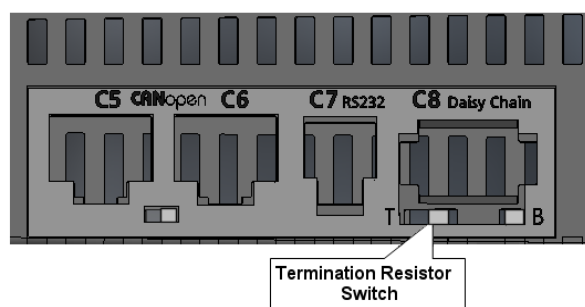 C5 CANopen C6 C7 RS232 C8 Daisy Chain
T B
Termination Resistor
Switch